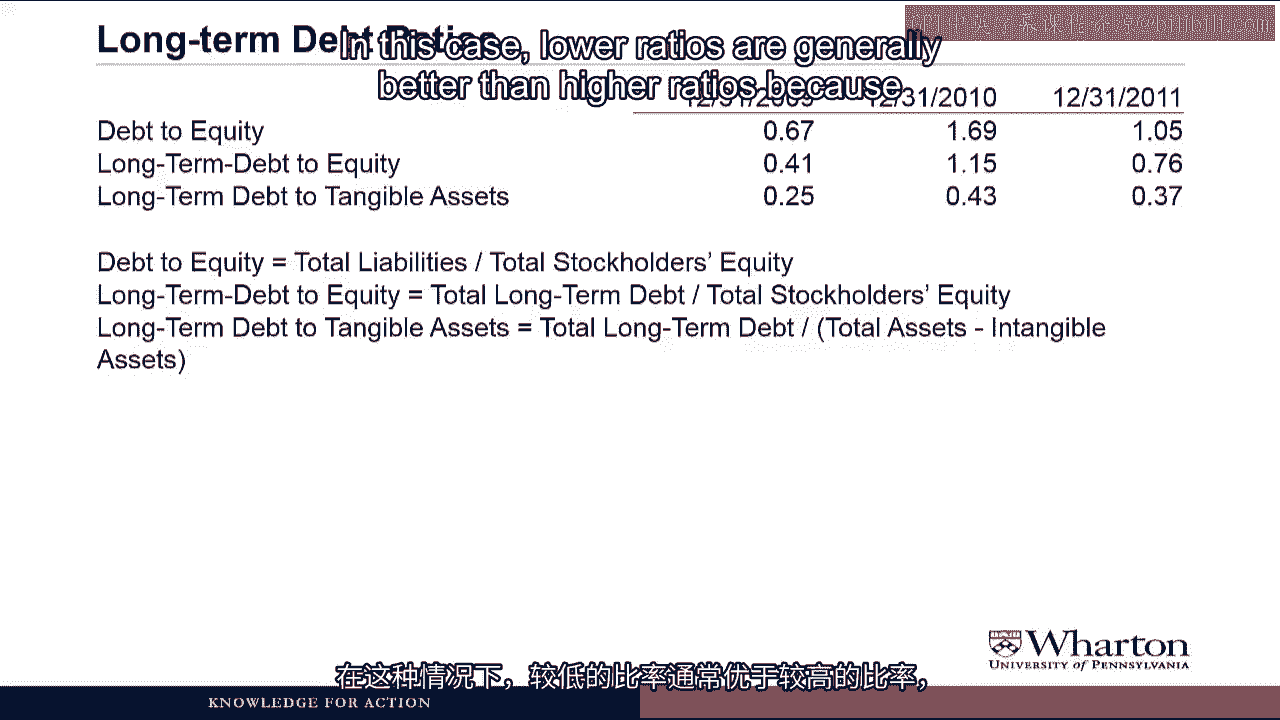 Long-term Debt Ratios
In this case, lower ratios are generally
better than higher ratios because
12/31/2009 12/31/2010 12/31/2011
Debt to Equity 0.67 1.69 1.05
Long-Term-Debt to Equity 0.41 1.15 0.76
Long-Term Debt to Tangible Assets 0.25 0.43 0.37
Debt to Equity = Total Liabilities / Total Stockholders' Equity
Long-Term-Debt to Equity = Total Long-Term Debt / Total Stockholders' Equity
Long-Term Debt to Tangible Assets = Total Long-Term Debt / (Total Assets - Intangible
Assets)
Wharton
UNIVERSITY of PENNSYLVANIA
在这种情况下，较低的比率通常优于较高的比率，
KNOWLEDGE FOR ACTION